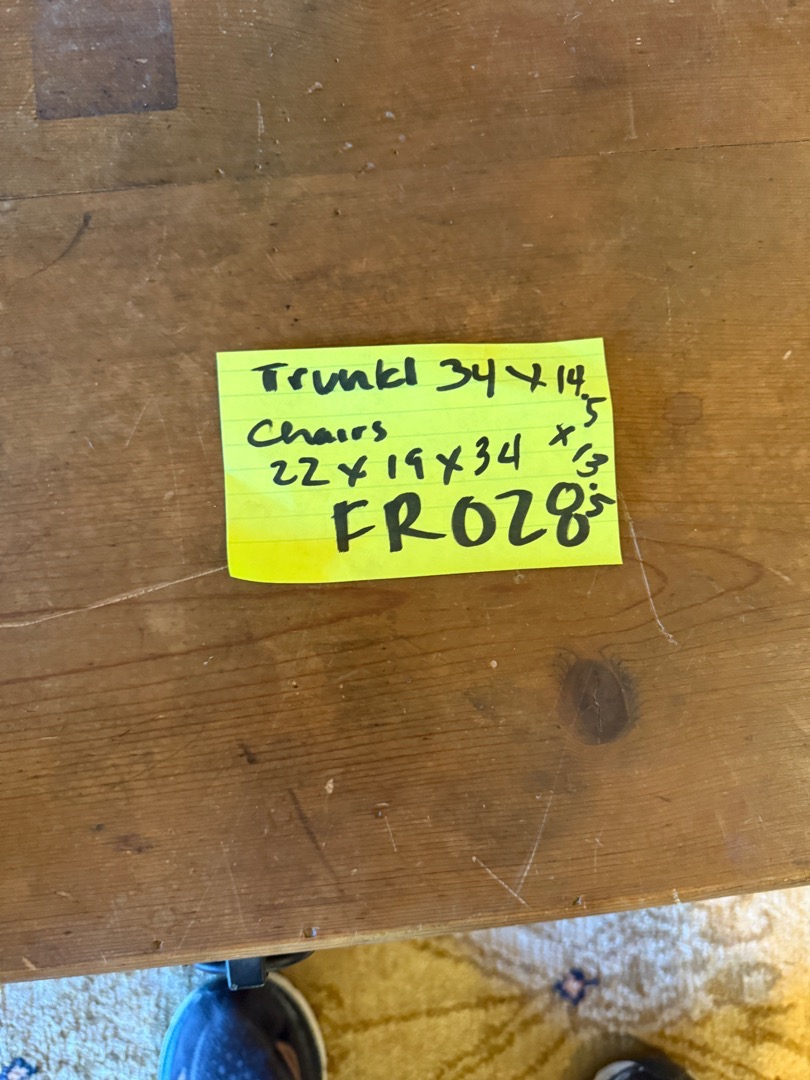 Trunk 34 x 14.5 x 13.5
Chairs
22 x 19 x 34
FR028